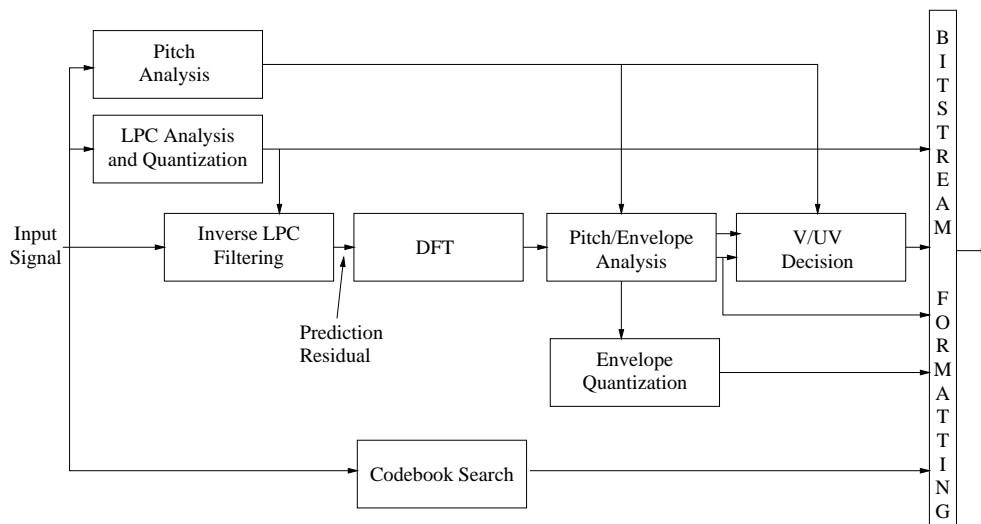 Pitch
Analysis
LPC Analysis
and Quantization
Input
Signal
Inverse LPC
Filtering
DFT
Pitch/Envelope
Analysis
V/UV
Decision
Prediction
Residual
Envelope
Quantization
Codebook Search
B
I
T
S
T
R
E
A
M
F
O
R
M
A
T
T
I
N
G